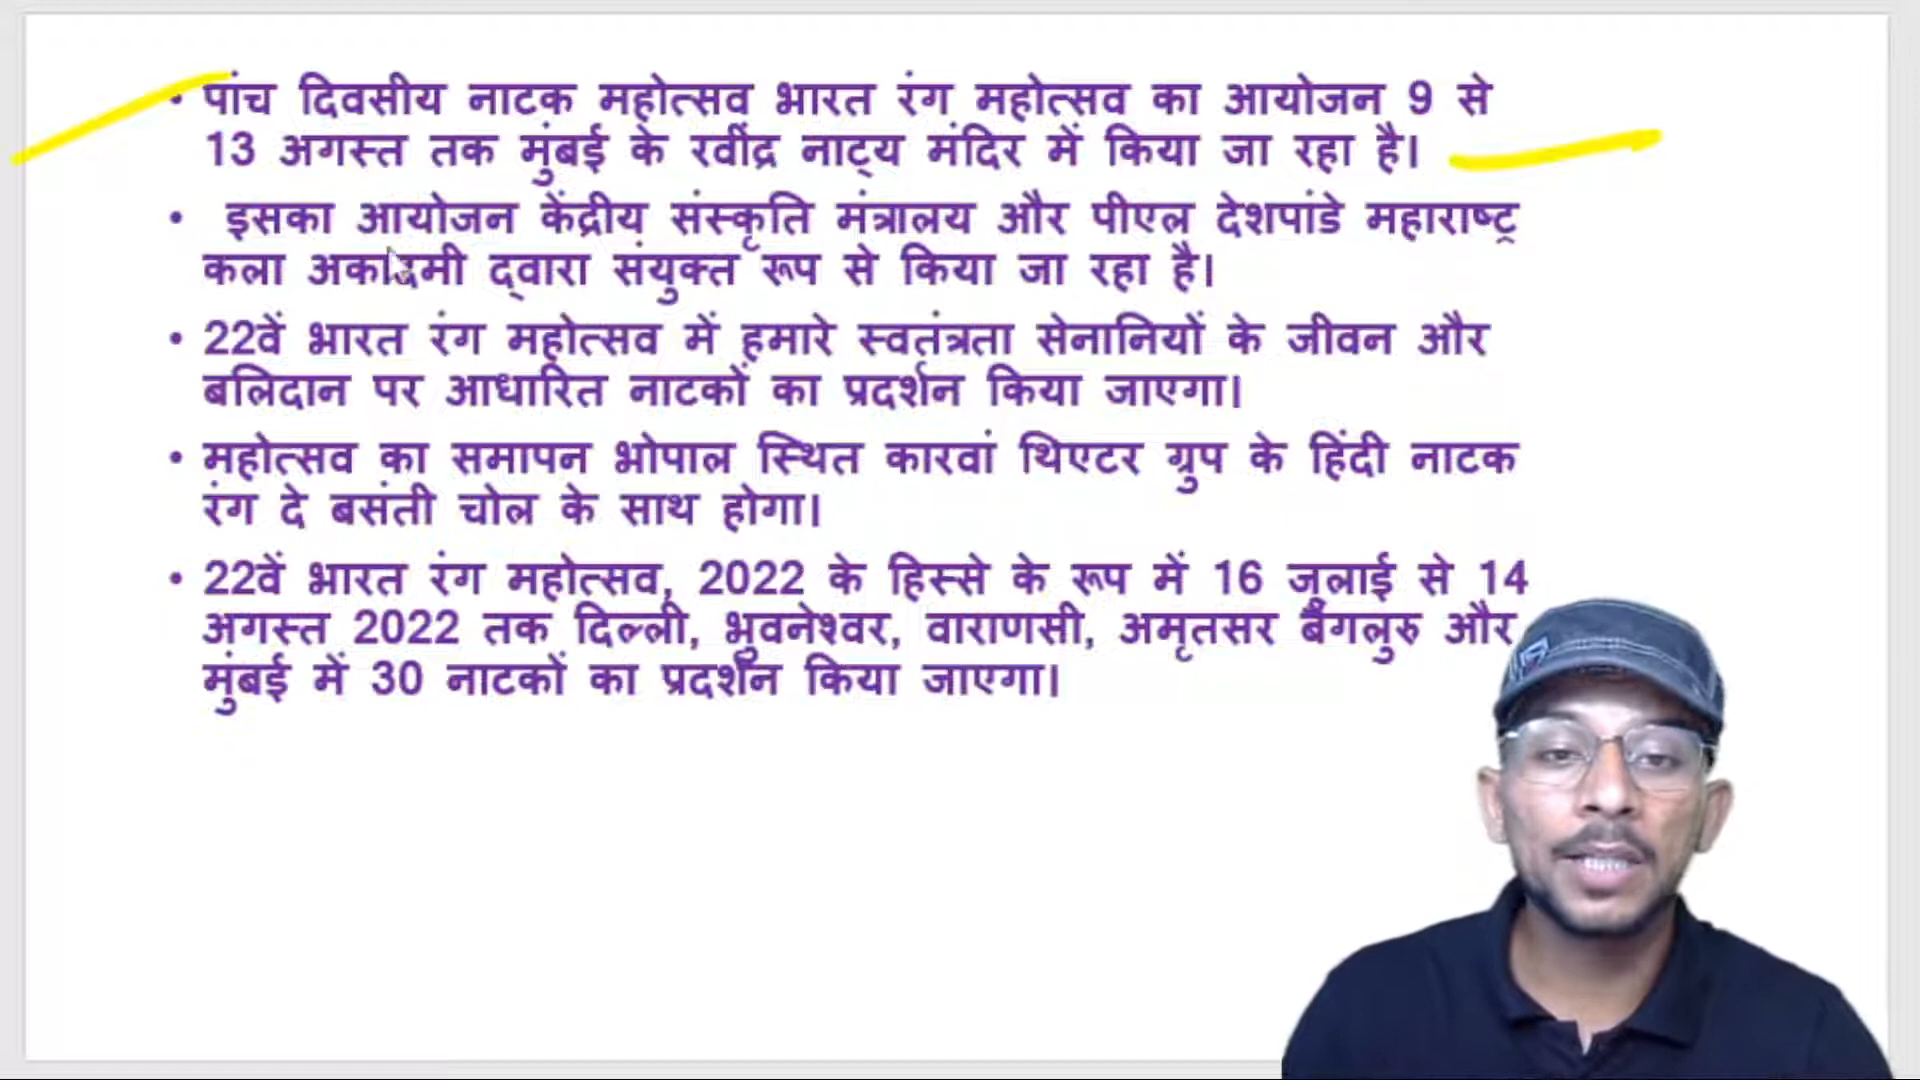 • पांच दिवसीय नाटक महोत्सव भारत रंग महोत्सव का आयोजन 9 से
13 अगस्त तक मुंबई के रवींद्र नाट्य मंदिर में किया जा रहा है।
• इसका आयोजन केंद्रीय संस्कृति मंत्रालय और पीएल देशपांडे महाराष्ट्र
कला अकादमी द्वारा संयुक्त रूप से किया जा रहा है।
• 22वें भारत रंग महोत्सव में हमारे स्वतंत्रता सेनानियों के जीवन और
बलिदान पर आधारित नाटकों का प्रदर्शन किया जाएगा।
• महोत्सव का समापन भोपाल स्थित कारवां थिएटर ग्रुप के हिंदी नाटक
रंग दे बसंती चोल के साथ होगा।
• 22वें भारत रंग महोत्सव, 2022 के हिस्से के रूप में 16 जुलाई से 14
अगस्त 2022 तक दिल्ली, भुवनेश्वर, वाराणसी, अमृतसर बैंगलुरु और
मुंबई में 30 नाटकों का प्रदर्शन किया जाएगा।